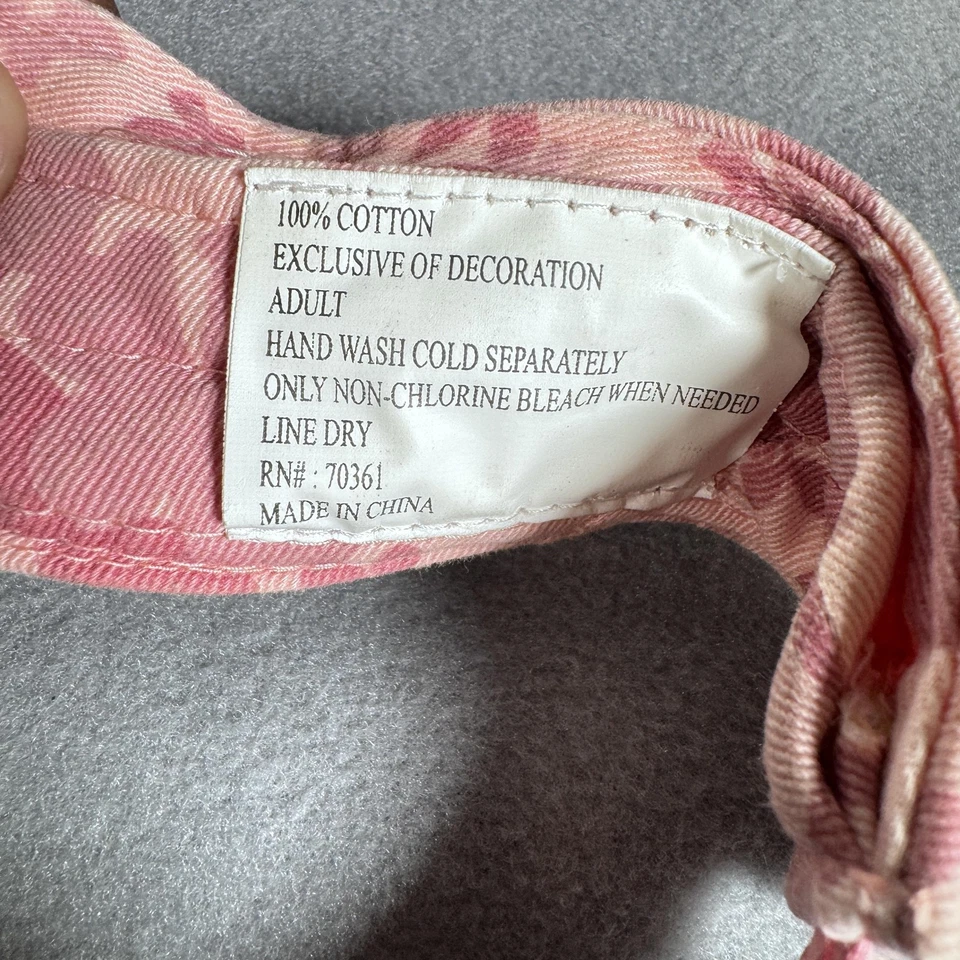 100% COTTON
EXCLUSIVE OF DECORATION
ADULT
HAND WASH COLD SEPARATELY
ONLY NON-CHLORINE BLEACH WHEN NEEDED
LINE DRY
RN# : 70361
MADE IN CHINA